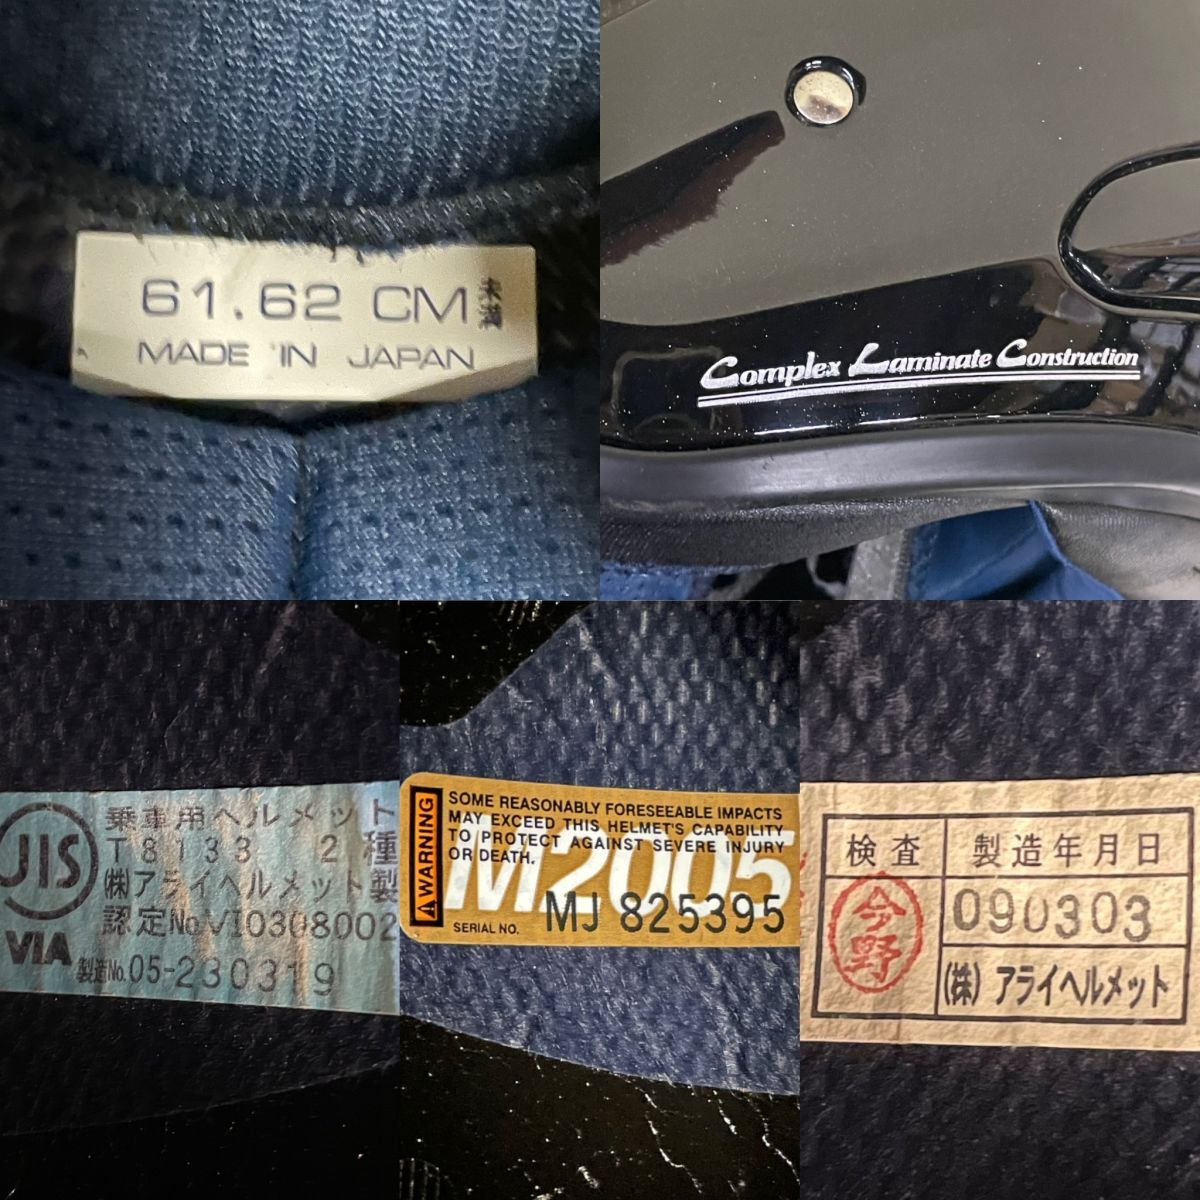 61.62 CM
MADE IN JAPAN
Complex Laminate Construction
JIS
VIA
乗車用ヘルメット
T8133 2種
(株)アライヘルメット製
認定No.VI0308002
製造No.05-230319
WARNING
SOME REASONABLY FORESEEABLE IMPACTS
MAY EXCEED THIS HELMET'S CAPABILITY
TO PROTECT AGAINST SEVERE INJURY
OR DEATH.
M2005
SERIAL NO. MJ 825395
検査 製造年月日
今野
090303
(株) アライヘルメット